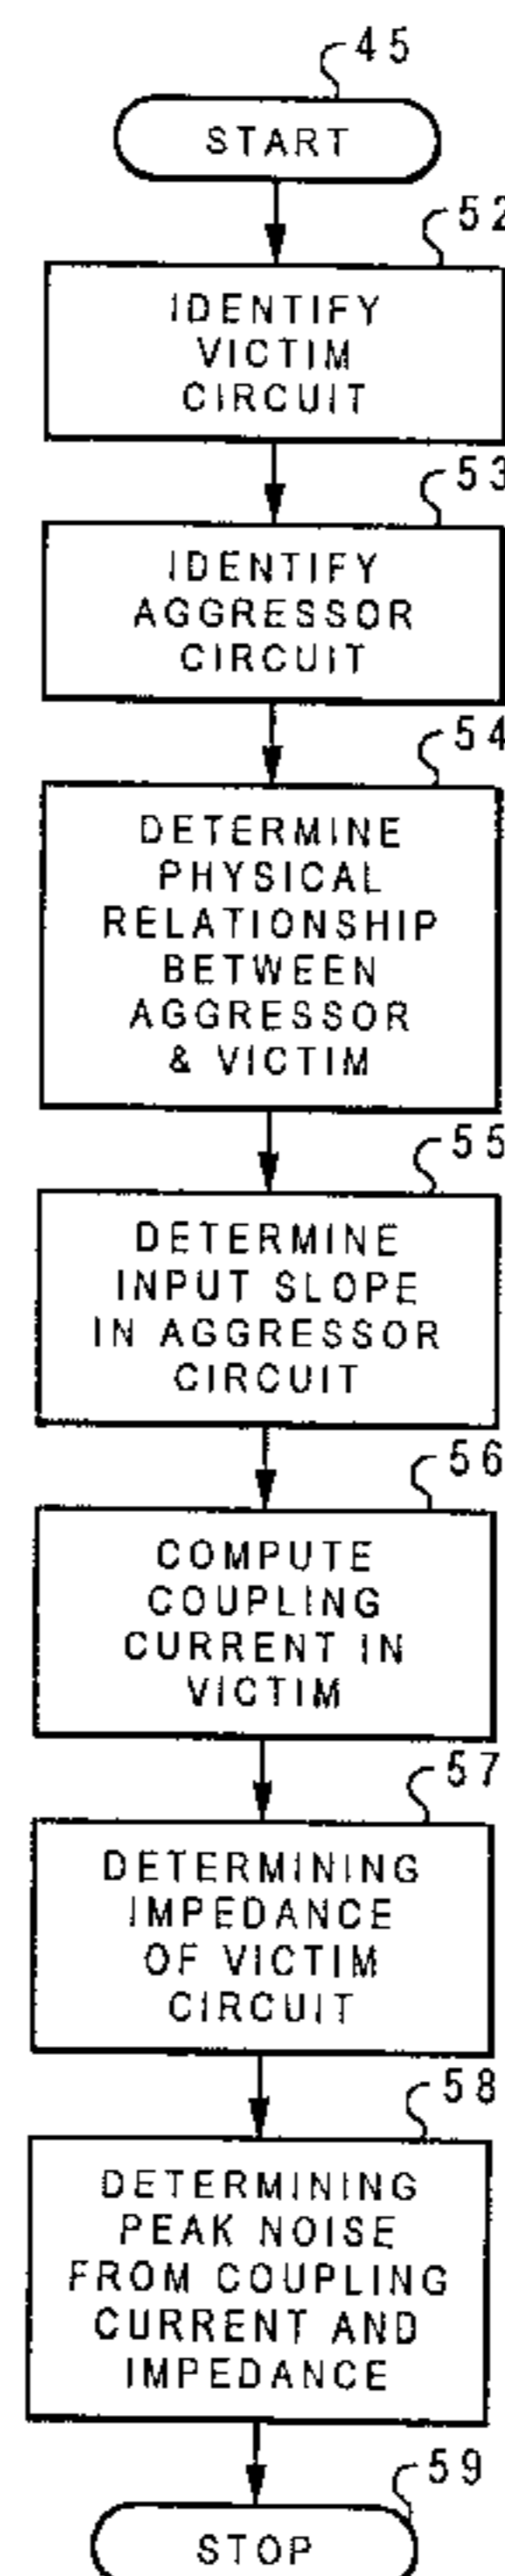 45
START
52
IDENTIFY
VICTIM
CIRCUIT
53
IDENTIFY
AGGRESSOR
CIRCUIT
54
DETERMINE
PHYSICAL
RELATIONSHIP
BETWEEN
AGGRESSOR
& VICTIM
55
DETERMINE
INPUT SLOPE
IN AGGRESSOR
CIRCUIT
56
COMPUTE
COUPLING
CURRENT IN
VICTIM
57
DETERMINING
IMPEDANCE
OF VICTIM
CIRCUIT
58
DETERMINING
PEAK NOISE
FROM COUPLING
CURRENT AND
IMPEDANCE
59
STOP